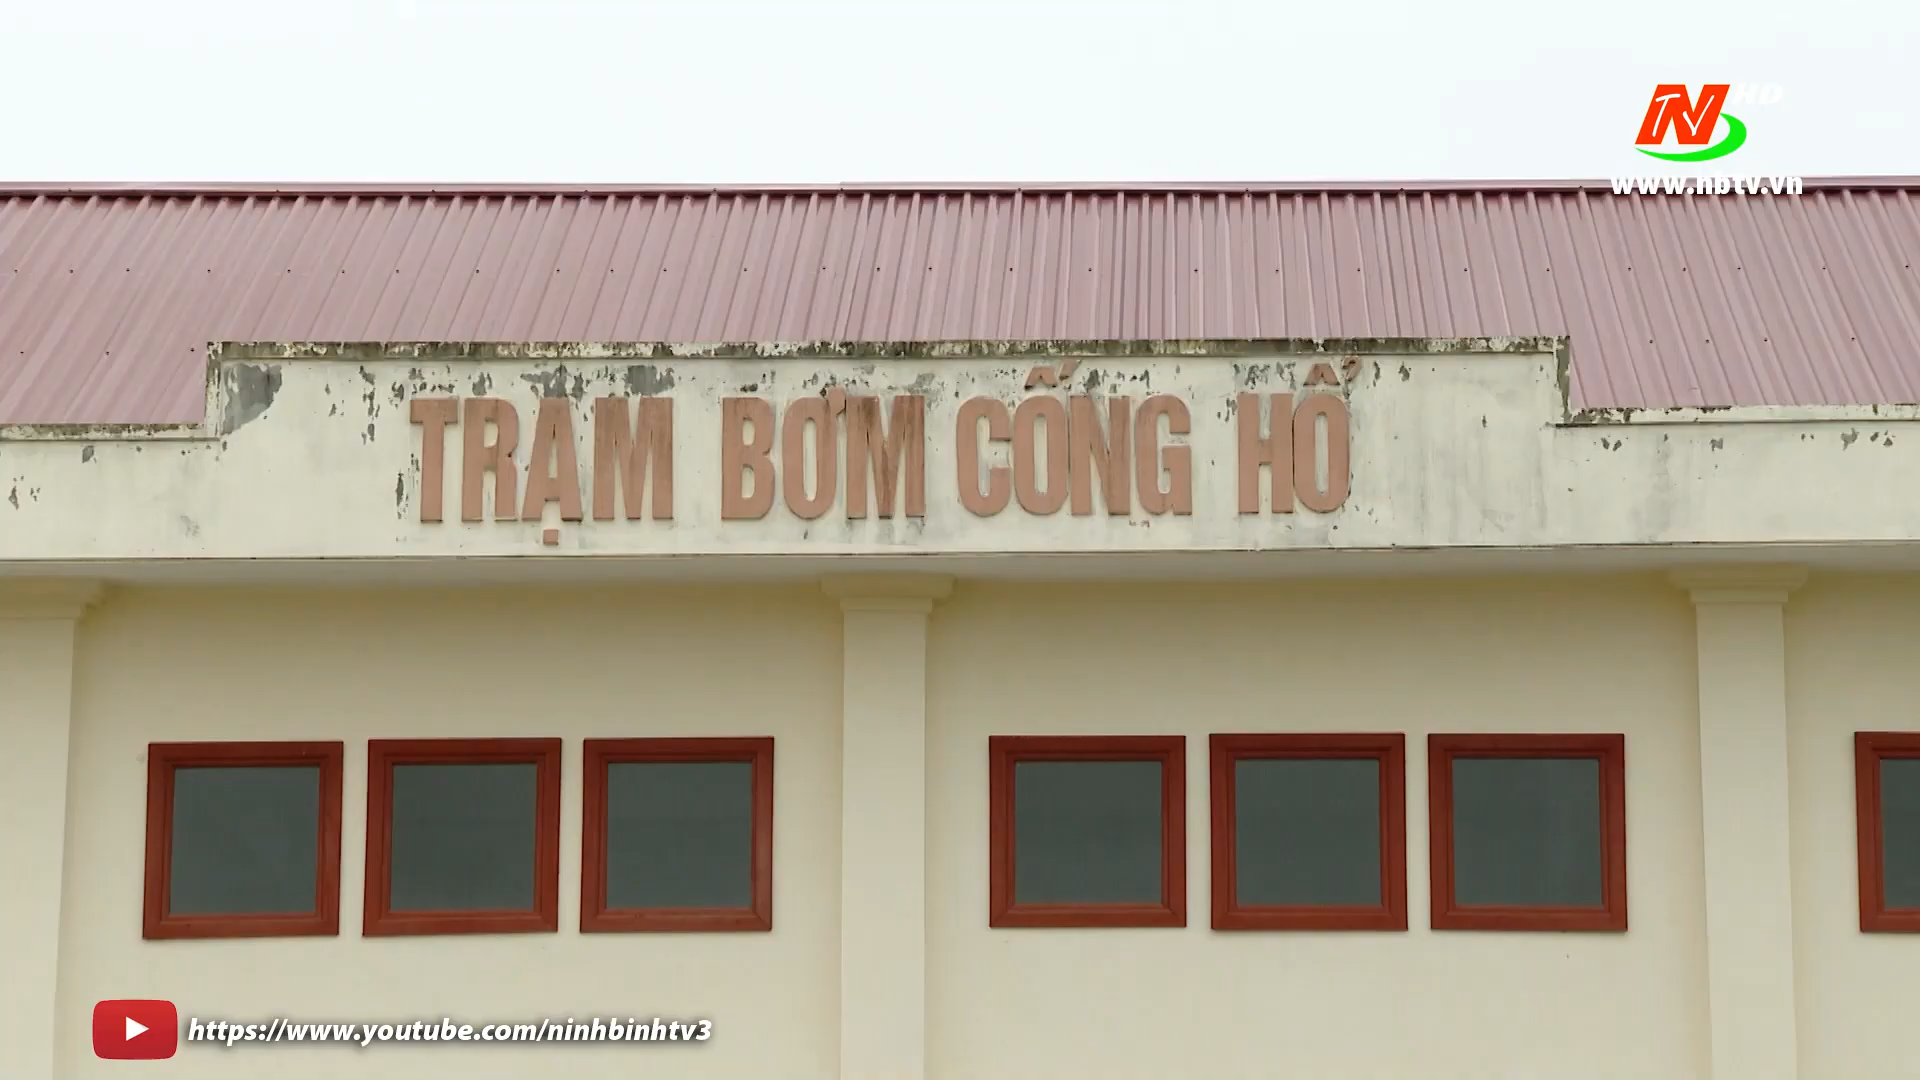 HD
NTV
www.nbtv.vn
TRẠM BƠM CỐNG HỔ
https://www.youtube.com/ninhbinhtv3